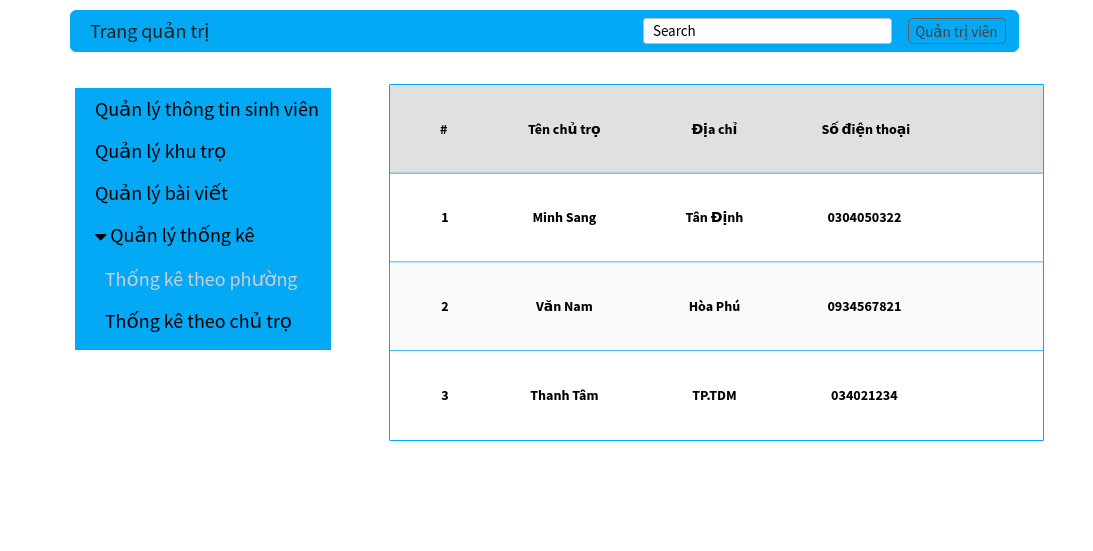 Trang quản trị
Search
Quản trị viên
Quản lý thông tin sinh viên
Quản lý khu trọ
Quản lý bài viết
Quản lý thống kê
Thống kê theo phường
Thống kê theo chủ trọ
# Tên chủ trọ Địa chỉ Số điện thoại
1 Minh Sang Tân Định 0304050322
2 Văn Nam Hòa Phú 0934567821
3 Thanh Tâm TP.TDM 034021234